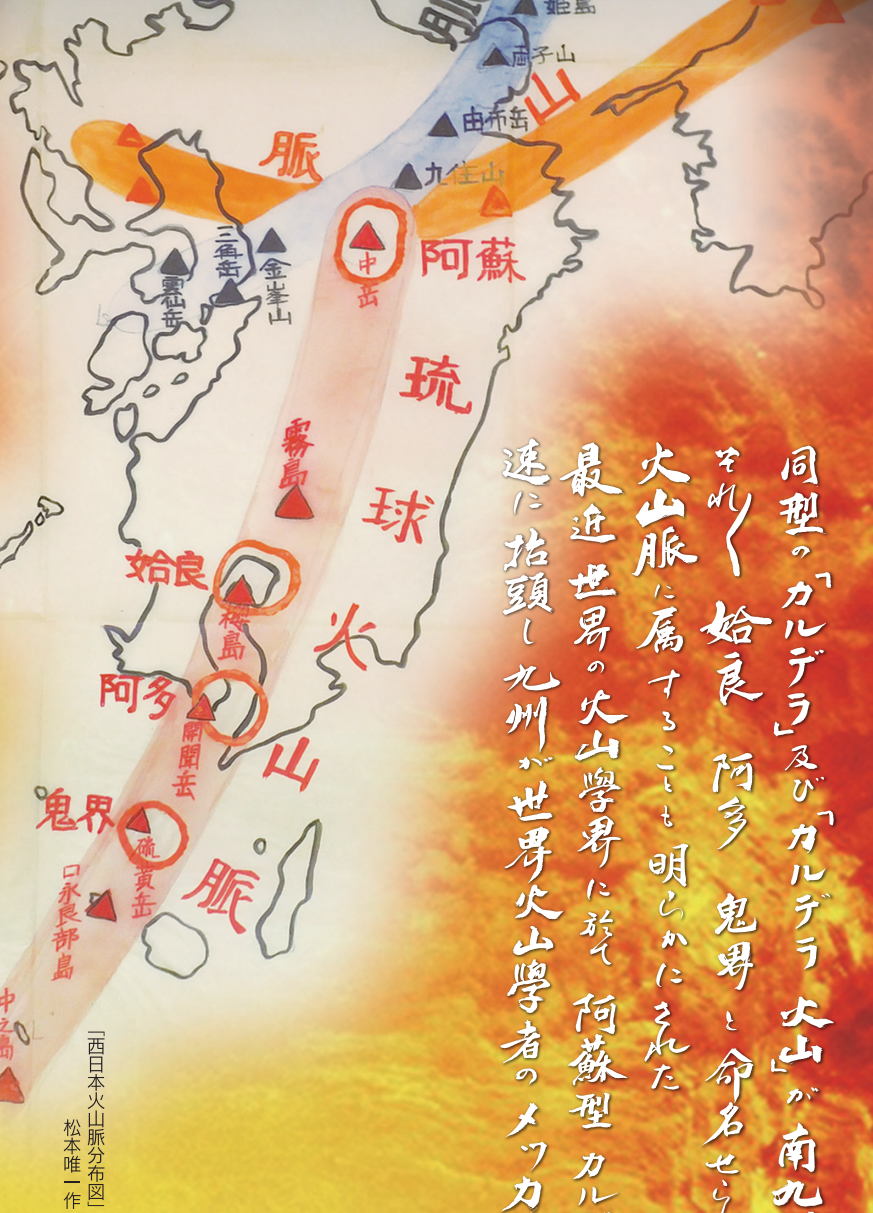 同型の「カルデラ」及び「カルデラ火山」が南九
それ〲姶良 阿多 鬼界と命名せら
火山脈に属することも明らかにされた
最近世界の火山學界に於て阿蘇型カル
速に抬頭し九州が世界火山學者のメッカ
脈
姫島
両子山
由布岳
九住山
山
脈
三角岳
金峯山
雲仙岳
阿蘇
中岳
琉球火山脈
霧島
姶良
桜島
阿多
開聞岳
鬼界
硫黄岳
口永良部島
中之島
「西日本火山脈分布図」
松本唯一作